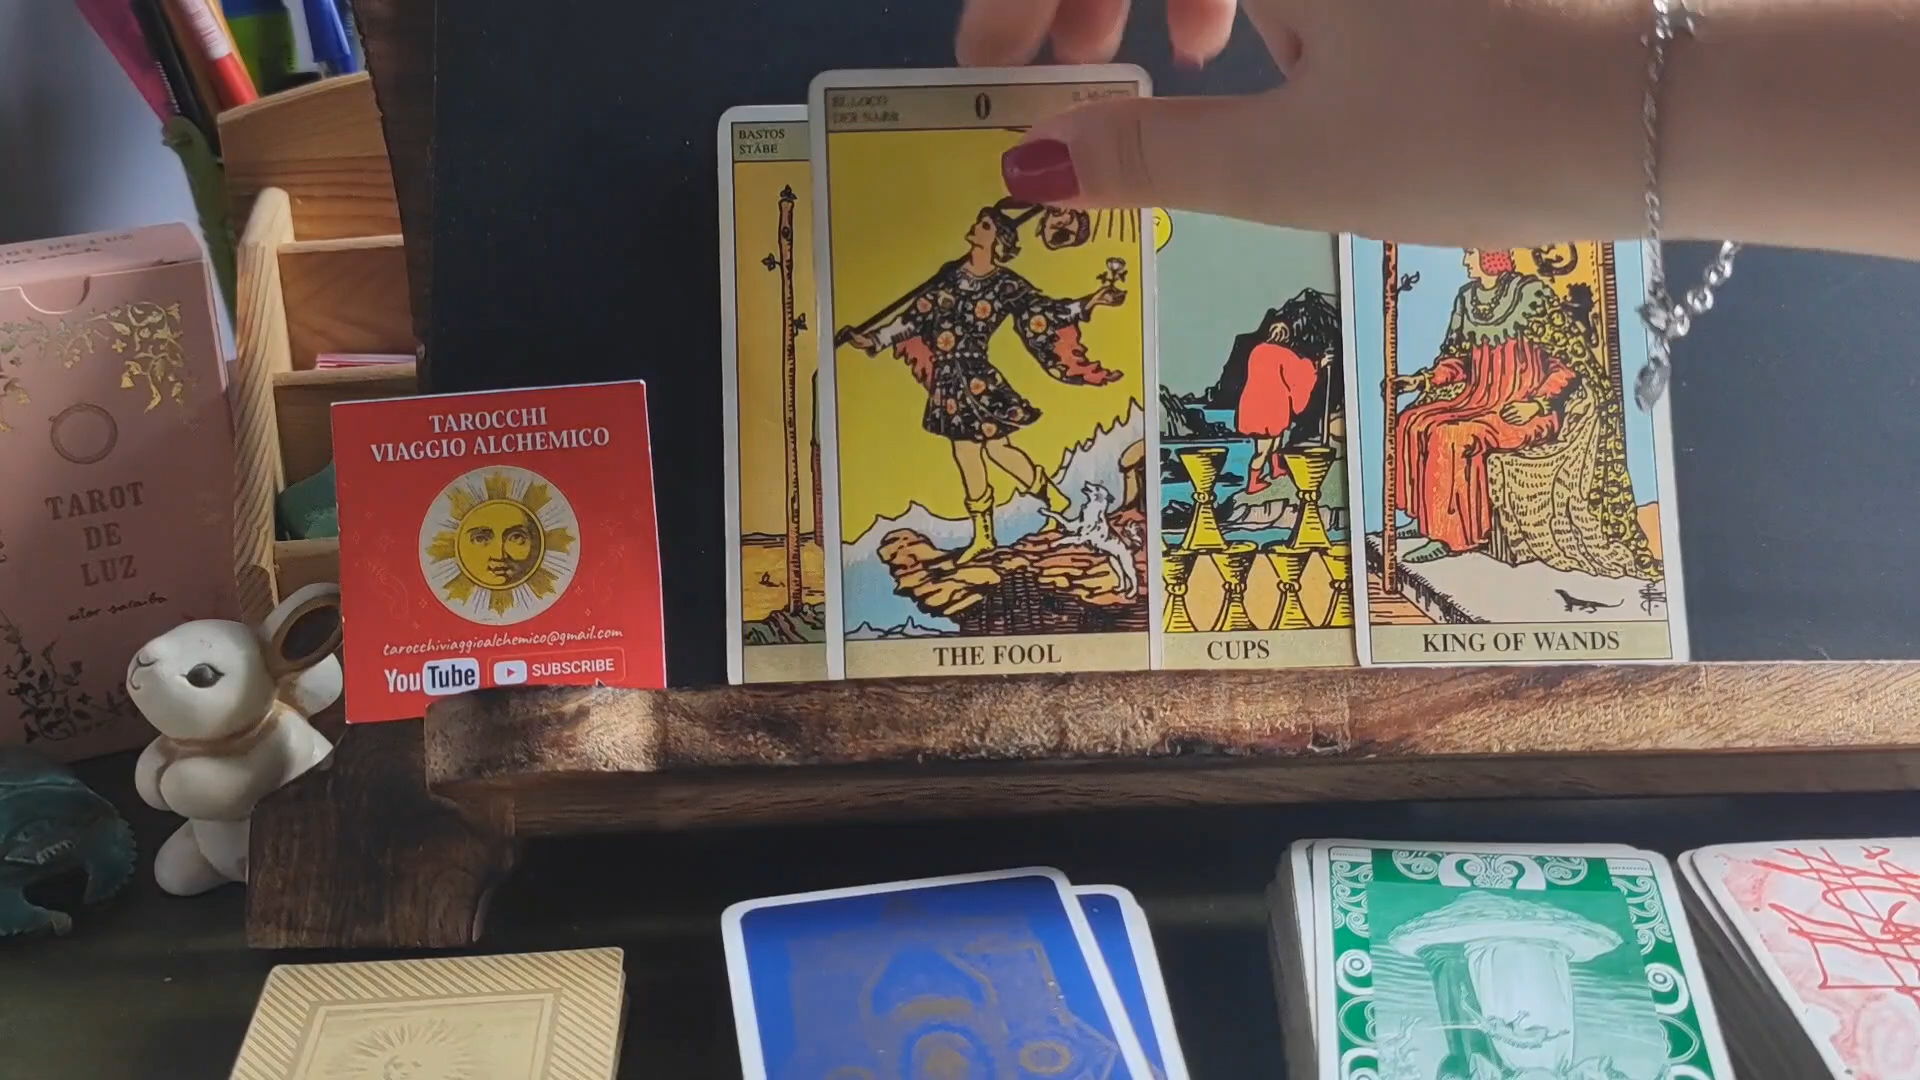 TAROT
DE
LUZ
TAROCCHI
VIAGGIO ALCHEMICO
tarocchiviaggioalchemico@gmail.com
YouTube
SUBSCRIBE
BASTOS
STÄBE
EL LOCO
DER NARR
0
THE FOOL
CUPS
KING OF WANDS